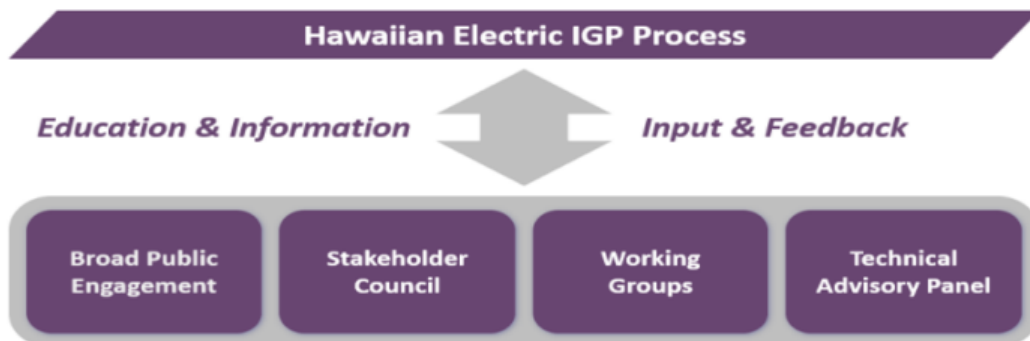 Hawaiian Electric IGP Process
Education & Information
Input & Feedback
Broad Public
Engagement
Stakeholder
Council
Working
Groups
Technical
Advisory Panel